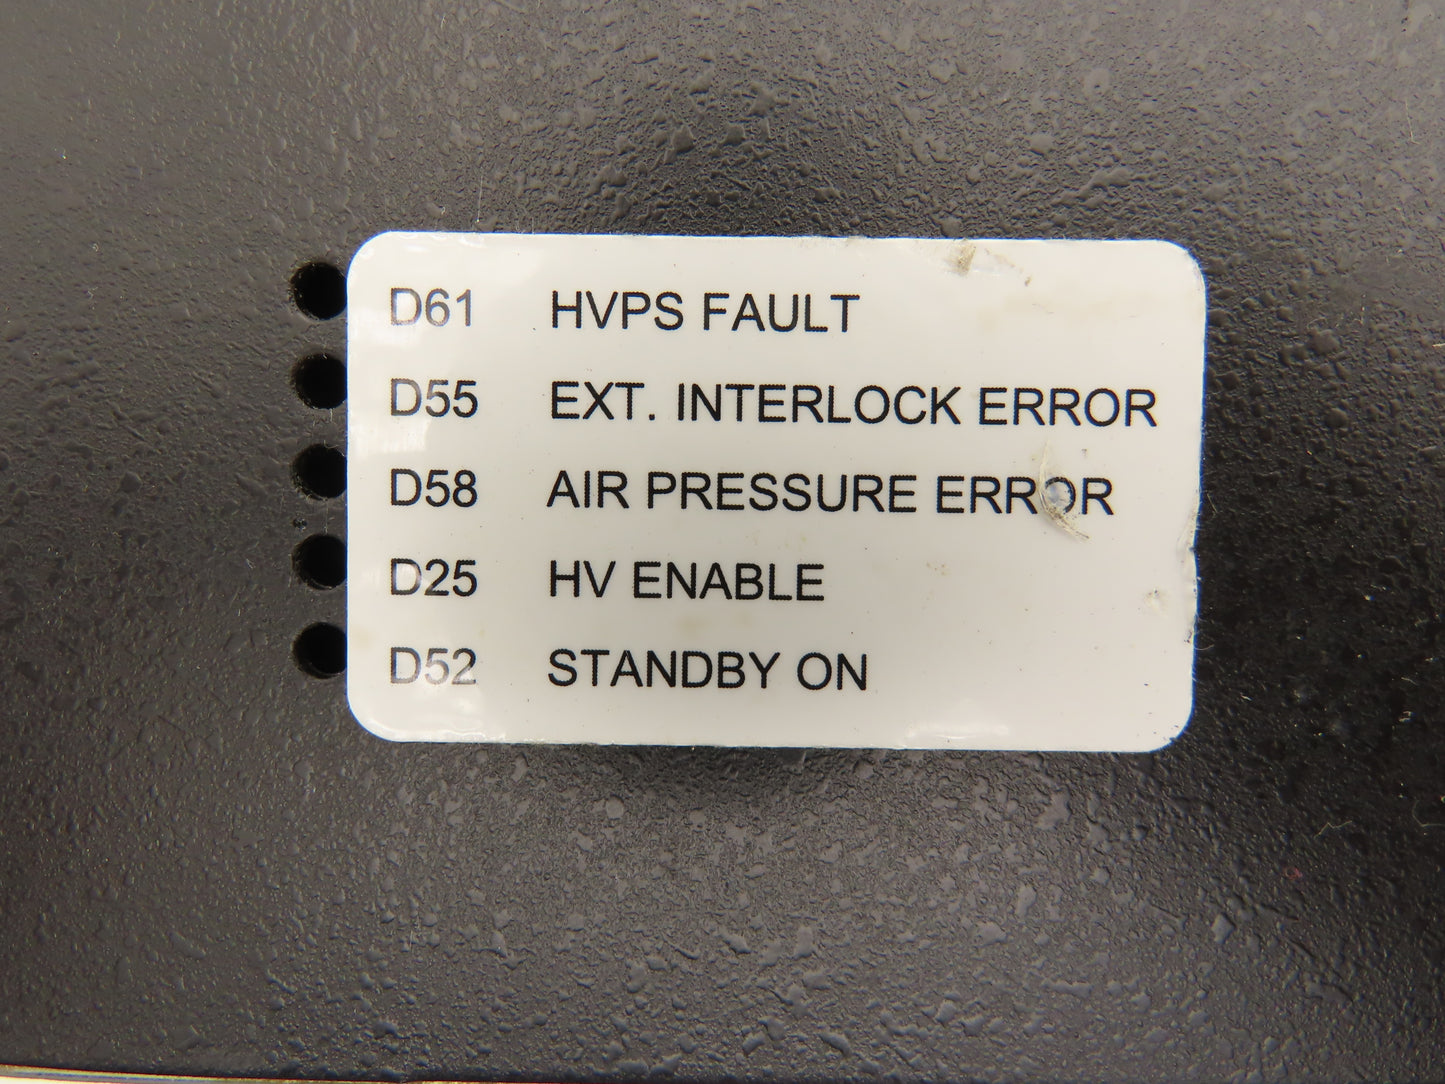 D61 HVPS FAULT
D55 EXT. INTERLOCK ERROR
D58 AIR PRESSURE ERROR
D25 HV ENABLE
D52 STANDBY ON